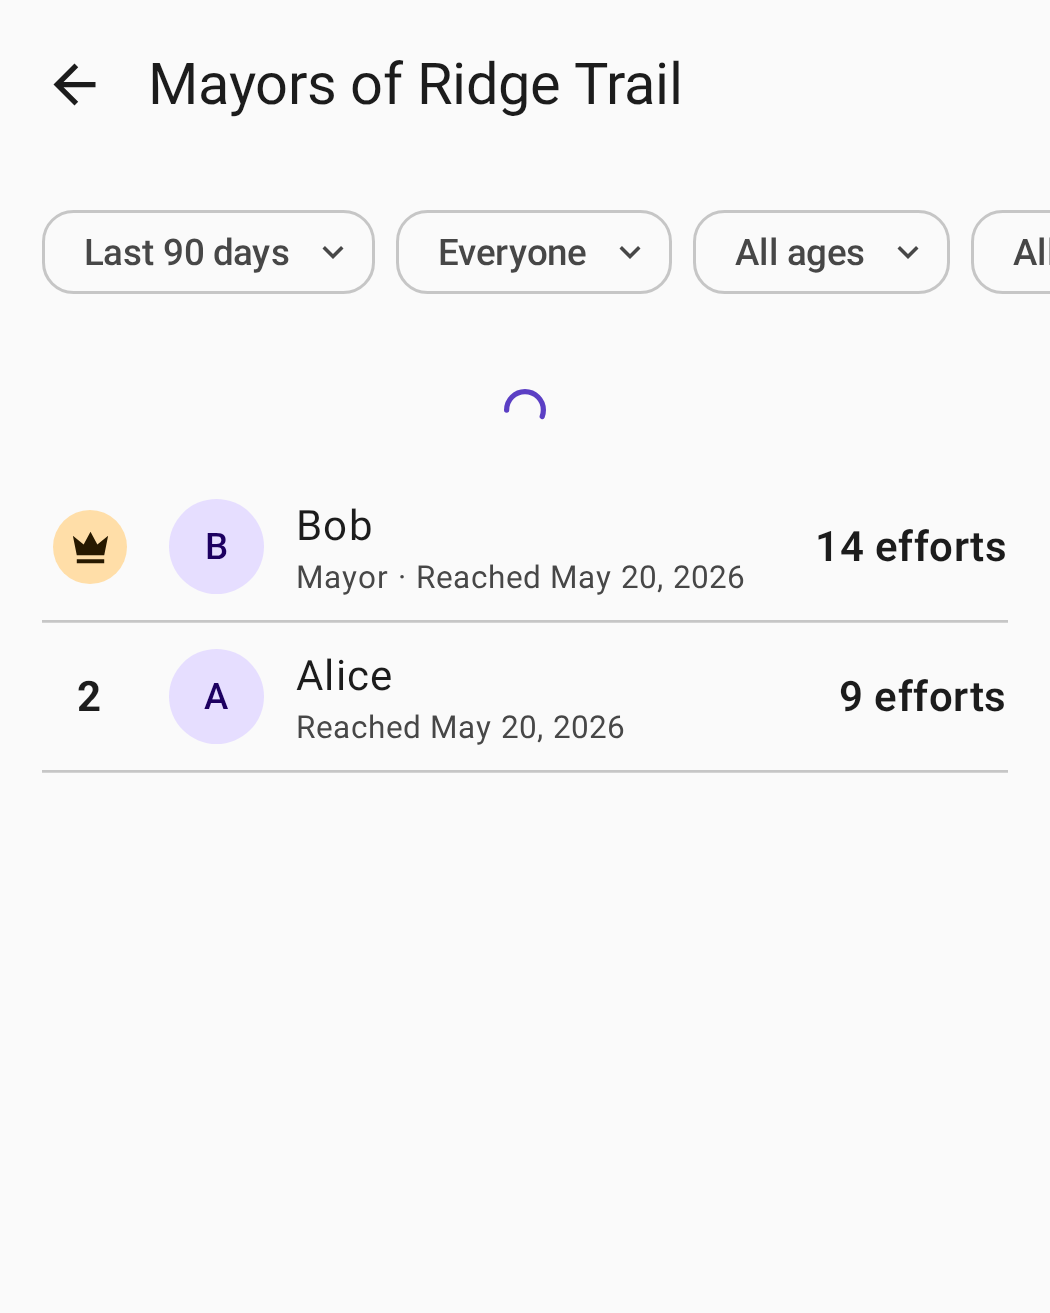 Mayors of Ridge Trail
Last 90 days Everyone All ages All
B Bob 14 efforts
Mayor · Reached May 20, 2026
2 A Alice 9 efforts
Reached May 20, 2026